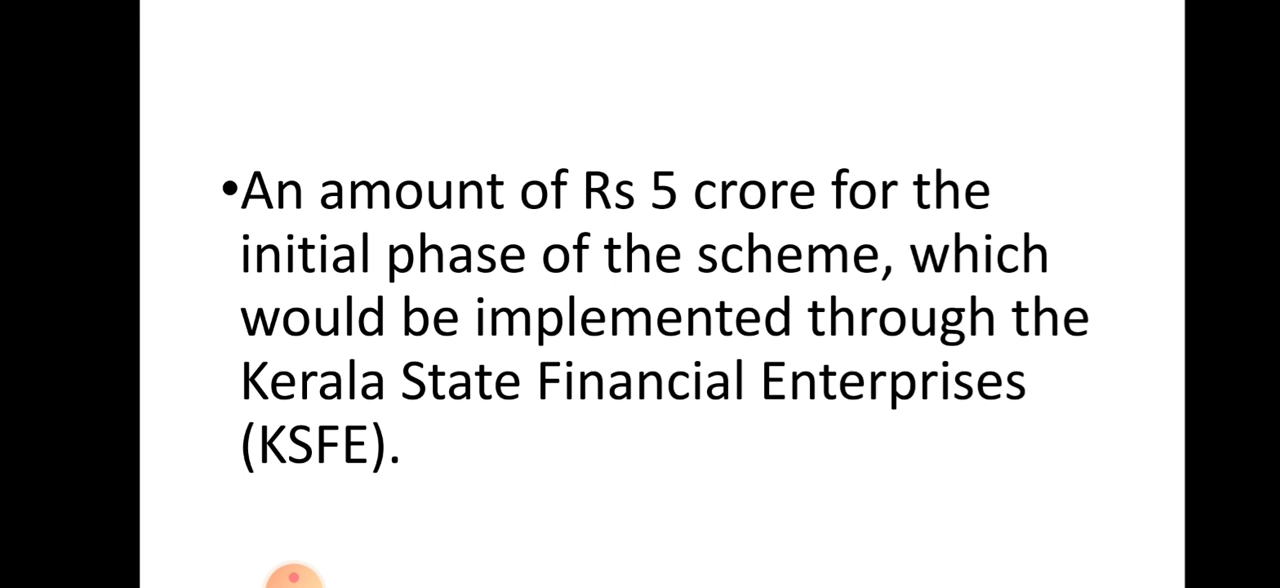 •An amount of Rs 5 crore for the
initial phase of the scheme, which
would be implemented through the
Kerala State Financial Enterprises
(KSFE).